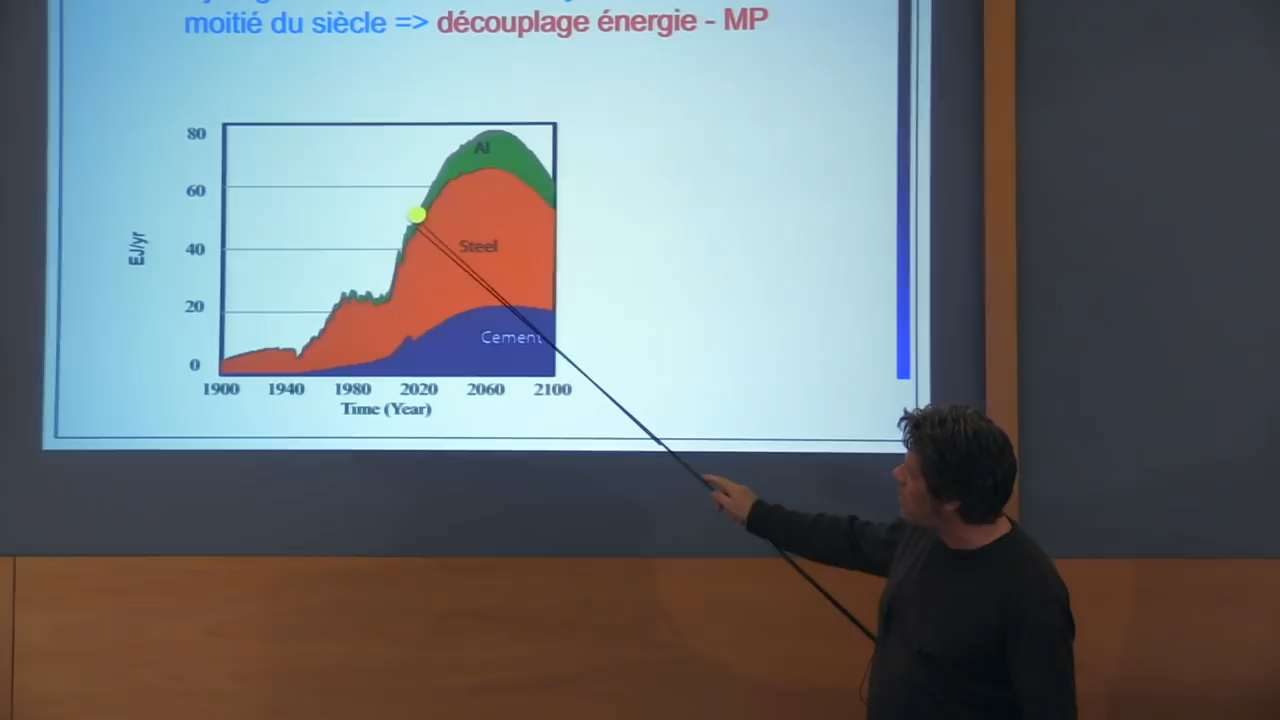 moitié du siècle => découplage énergie - MP
80
60
40
20
0
EJ/yr
Al
Steel
Cement
1900 1940 1980 2020 2060 2100
Time (Year)